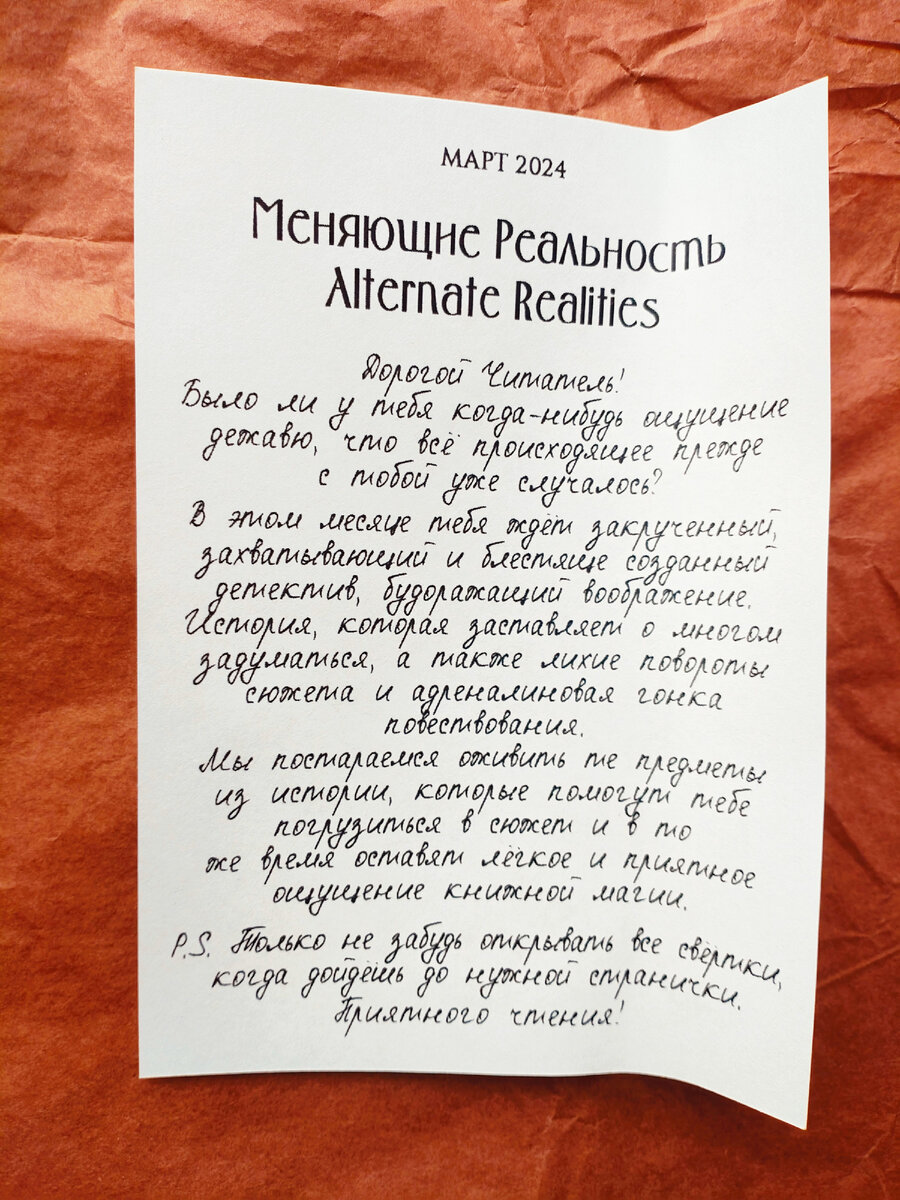 МАРТ 2024
Меняющие Реальность
Alternate Realities
Дорогой Читатель!
Было ли у тебя когда-нибудь ощущение
дежавю, что всё происходящее прежде
с тобой уже случалось?
В этом месяце тебя ждёт закрученный,
захватывающий и блестяще созданный
детектив, будоражащий воображение.
История, которая заставляет о многом
задуматься, а также лихие повороты
сюжета и адреналиновая гонка
повествования.
Мы постараемся оживить те предметы
из истории, которые помогут тебе
погрузиться в сюжет и в то
же время оставят лёгкое и приятное
ощущение книжной магии.
P.S. Только не забудь открывать все свёртки,
когда дойдёшь до нужной странички.
Приятного чтения!